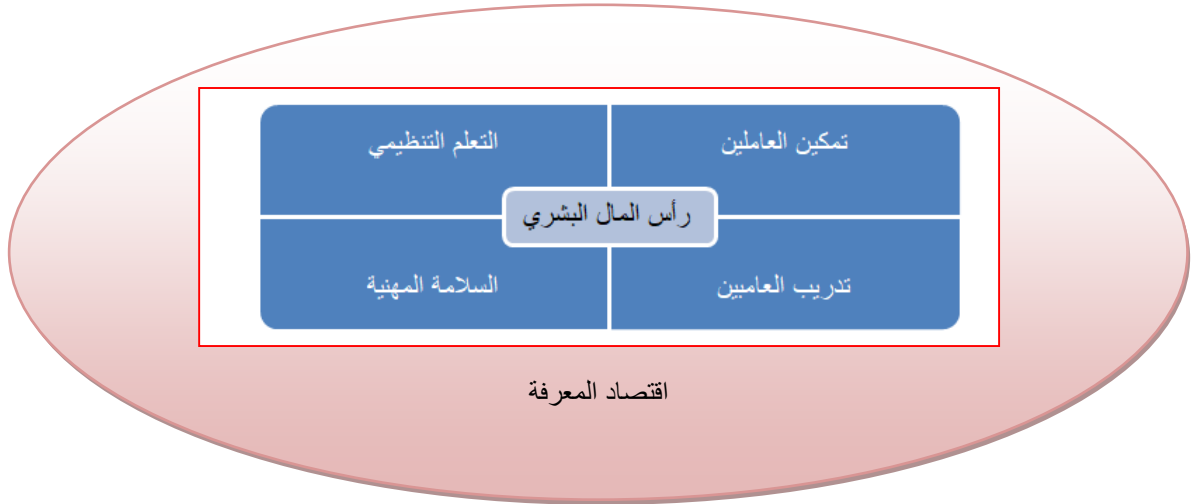 تمكين العاملين
التعلم التنظيمي
رأس المال البشري
تدريب العامبين
السلامة المهنية
اقتصاد المعرفة